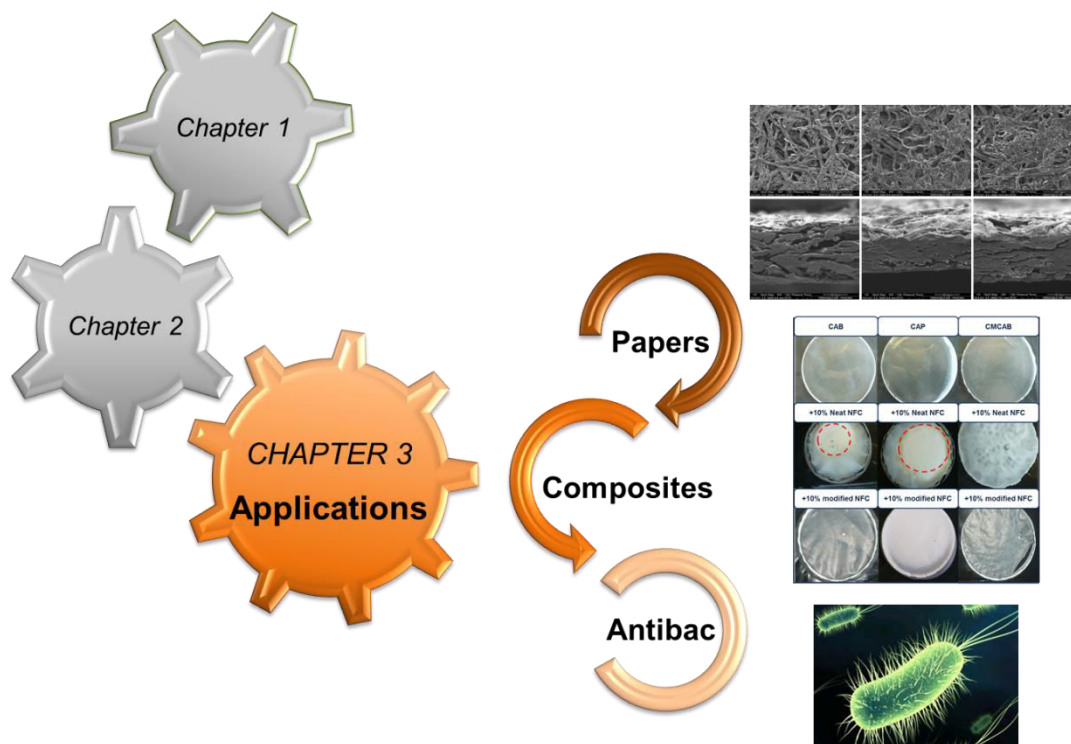 Chapter 1
Chapter 2
CHAPTER 3
Applications
Papers
Composites
Antibac
CAB CAP CMCAB
+10% Neat NFC +10% Neat NFC +10% Neat NFC
+10% modified NFC +10% modified NFC +10% modified NFC